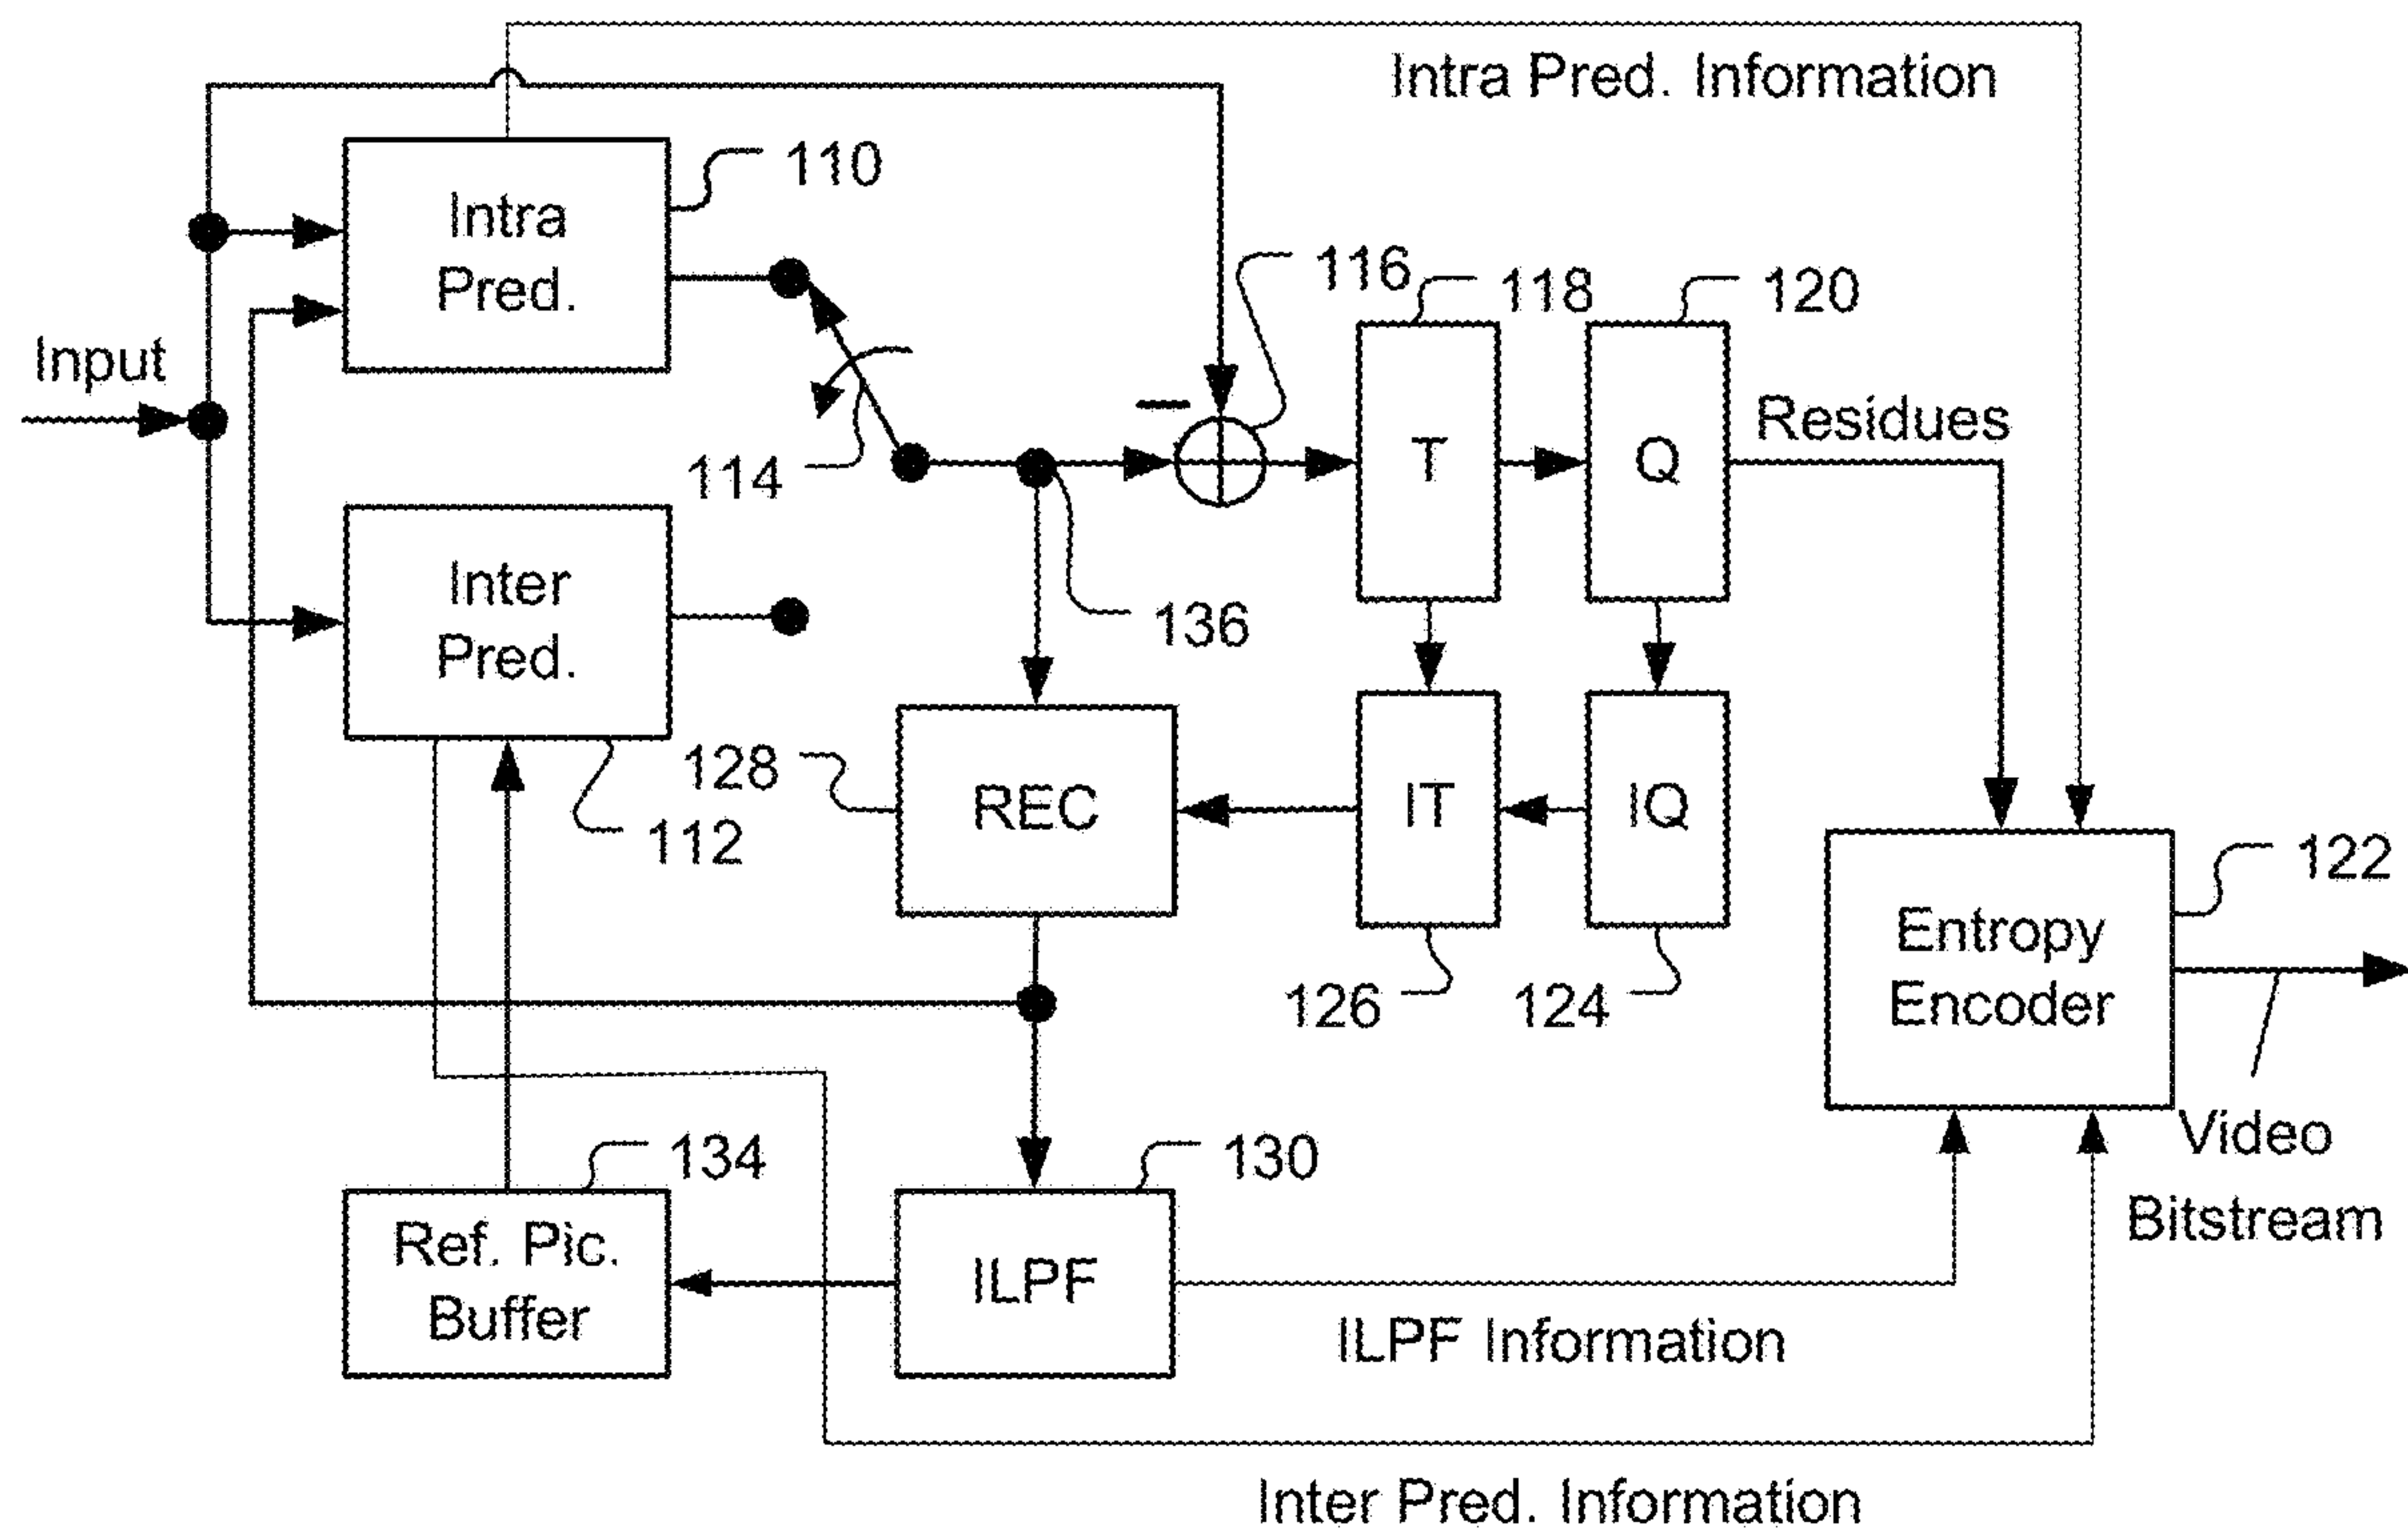 Intra Pred. Information
110
Intra
Pred.
116
118
120
Input
Residues
114
T
Q
Inter
Pred.
136
128
REC
IT
IQ
112
122
Entropy
Encoder
126
124
134
130
Video
Bitstream
Ref. Pic.
Buffer
ILPF
ILPF Information
Inter Pred. Information